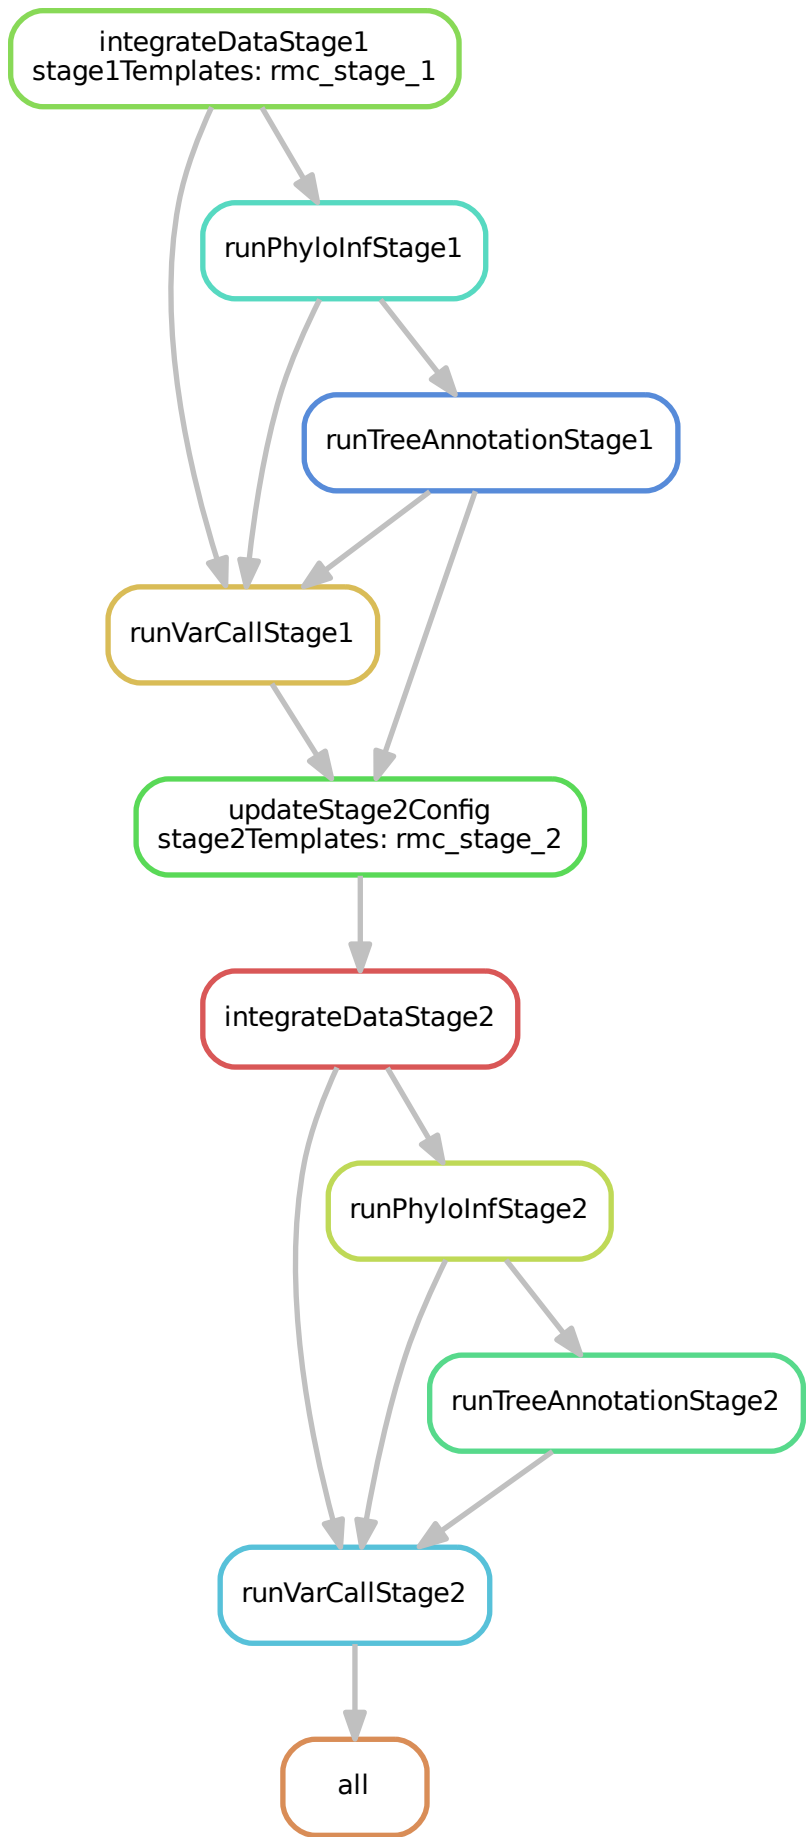 integrateDataStage1
stage1Templates: rmc_stage_1
runPhyloInfStage1
runTreeAnnotationStage1
runVarCallStage1
updateStage2Config
stage2Templates: rmc_stage_2
integrateDataStage2
runPhyloInfStage2
runTreeAnnotationStage2
runVarCallStage2
all